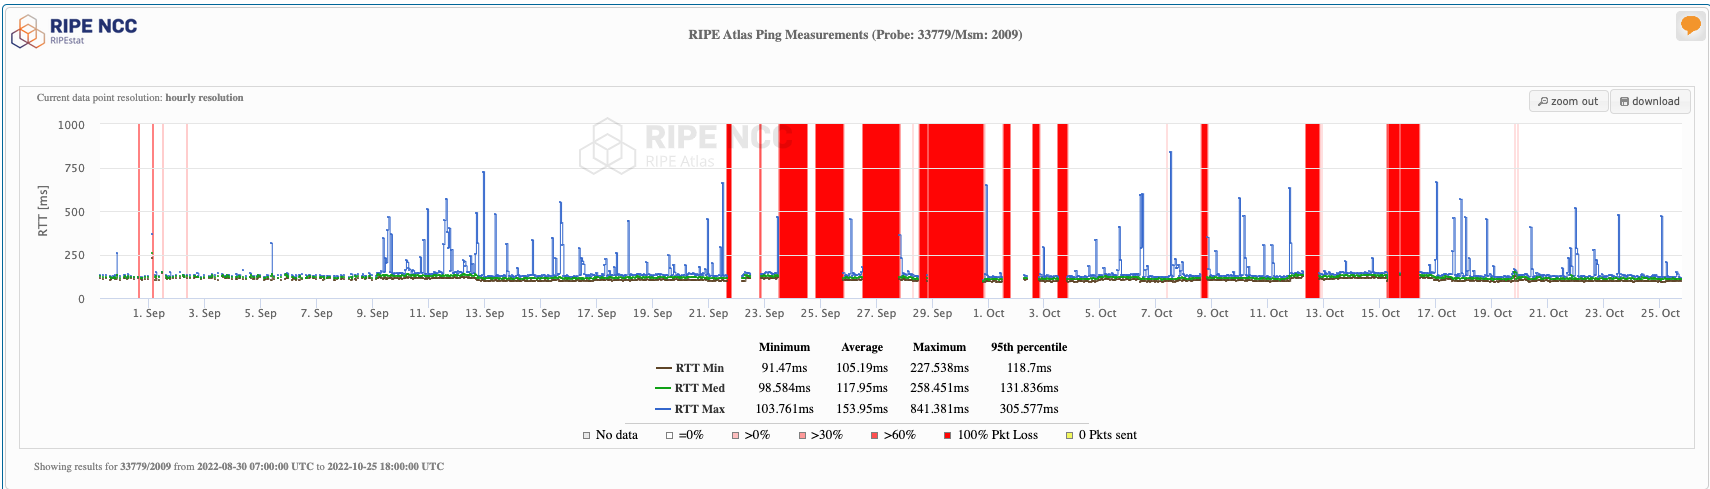 RIPE NCC
RIPEstat
RIPE Atlas Ping Measurements (Probe: 33779/Msm: 2009)
Current data point resolution: hourly resolution
zoom out download
RIPE NCC
RIPE Atlas
RTT [ms]
1000
750
500
250
0
1. Sep 3. Sep 5. Sep 7. Sep 9. Sep 11. Sep 13. Sep 15. Sep 17. Sep 19. Sep 21. Sep 23. Sep 25. Sep 27. Sep 29. Sep 1. Oct 3. Oct 5. Oct 7. Oct 9. Oct 11. Oct 13. Oct 15. Oct 17. Oct 19. Oct 21. Oct 23. Oct 25. Oct
Minimum Average Maximum 95th percentile
RTT Min 91.47ms 105.19ms 227.538ms 118.7ms
RTT Med 98.584ms 117.95ms 258.451ms 131.836ms
RTT Max 103.761ms 153.95ms 841.381ms 305.577ms
No data =0% >0% >30% >60% 100% Pkt Loss 0 Pkts sent
Showing results for 33779/2009 from 2022-08-30 07:00:00 UTC to 2022-10-25 18:00:00 UTC